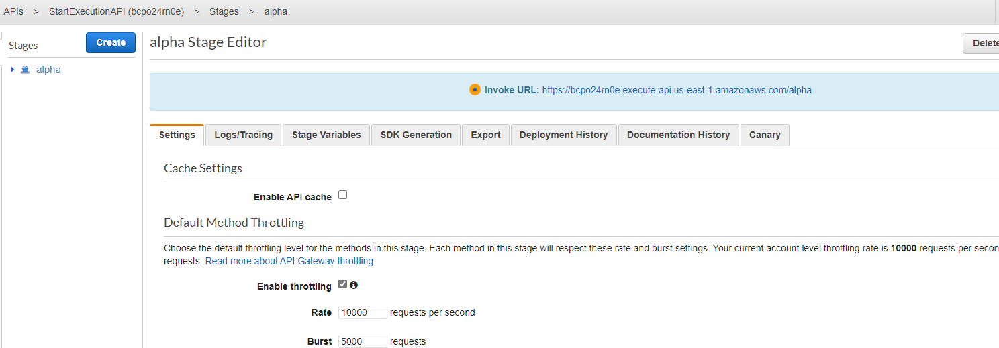 APIs > StartExecutionAPI (bcpo24rn0e) > Stages > alpha
Stages
Create
alpha
alpha Stage Editor
Delete
Invoke URL: https://bcpo24rn0e.execute-api.us-east-1.amazonaws.com/alpha
Settings Logs/Tracing Stage Variables SDK Generation Export Deployment History Documentation History Canary
Cache Settings
Enable API cache
Default Method Throttling
Choose the default throttling level for the methods in this stage. Each method in this stage will respect these rate and burst settings. Your current account level throttling rate is 10000 requests per secon
requests. Read more about API Gateway throttling
Enable throttling
Rate 10000 requests per second
Burst 5000 requests